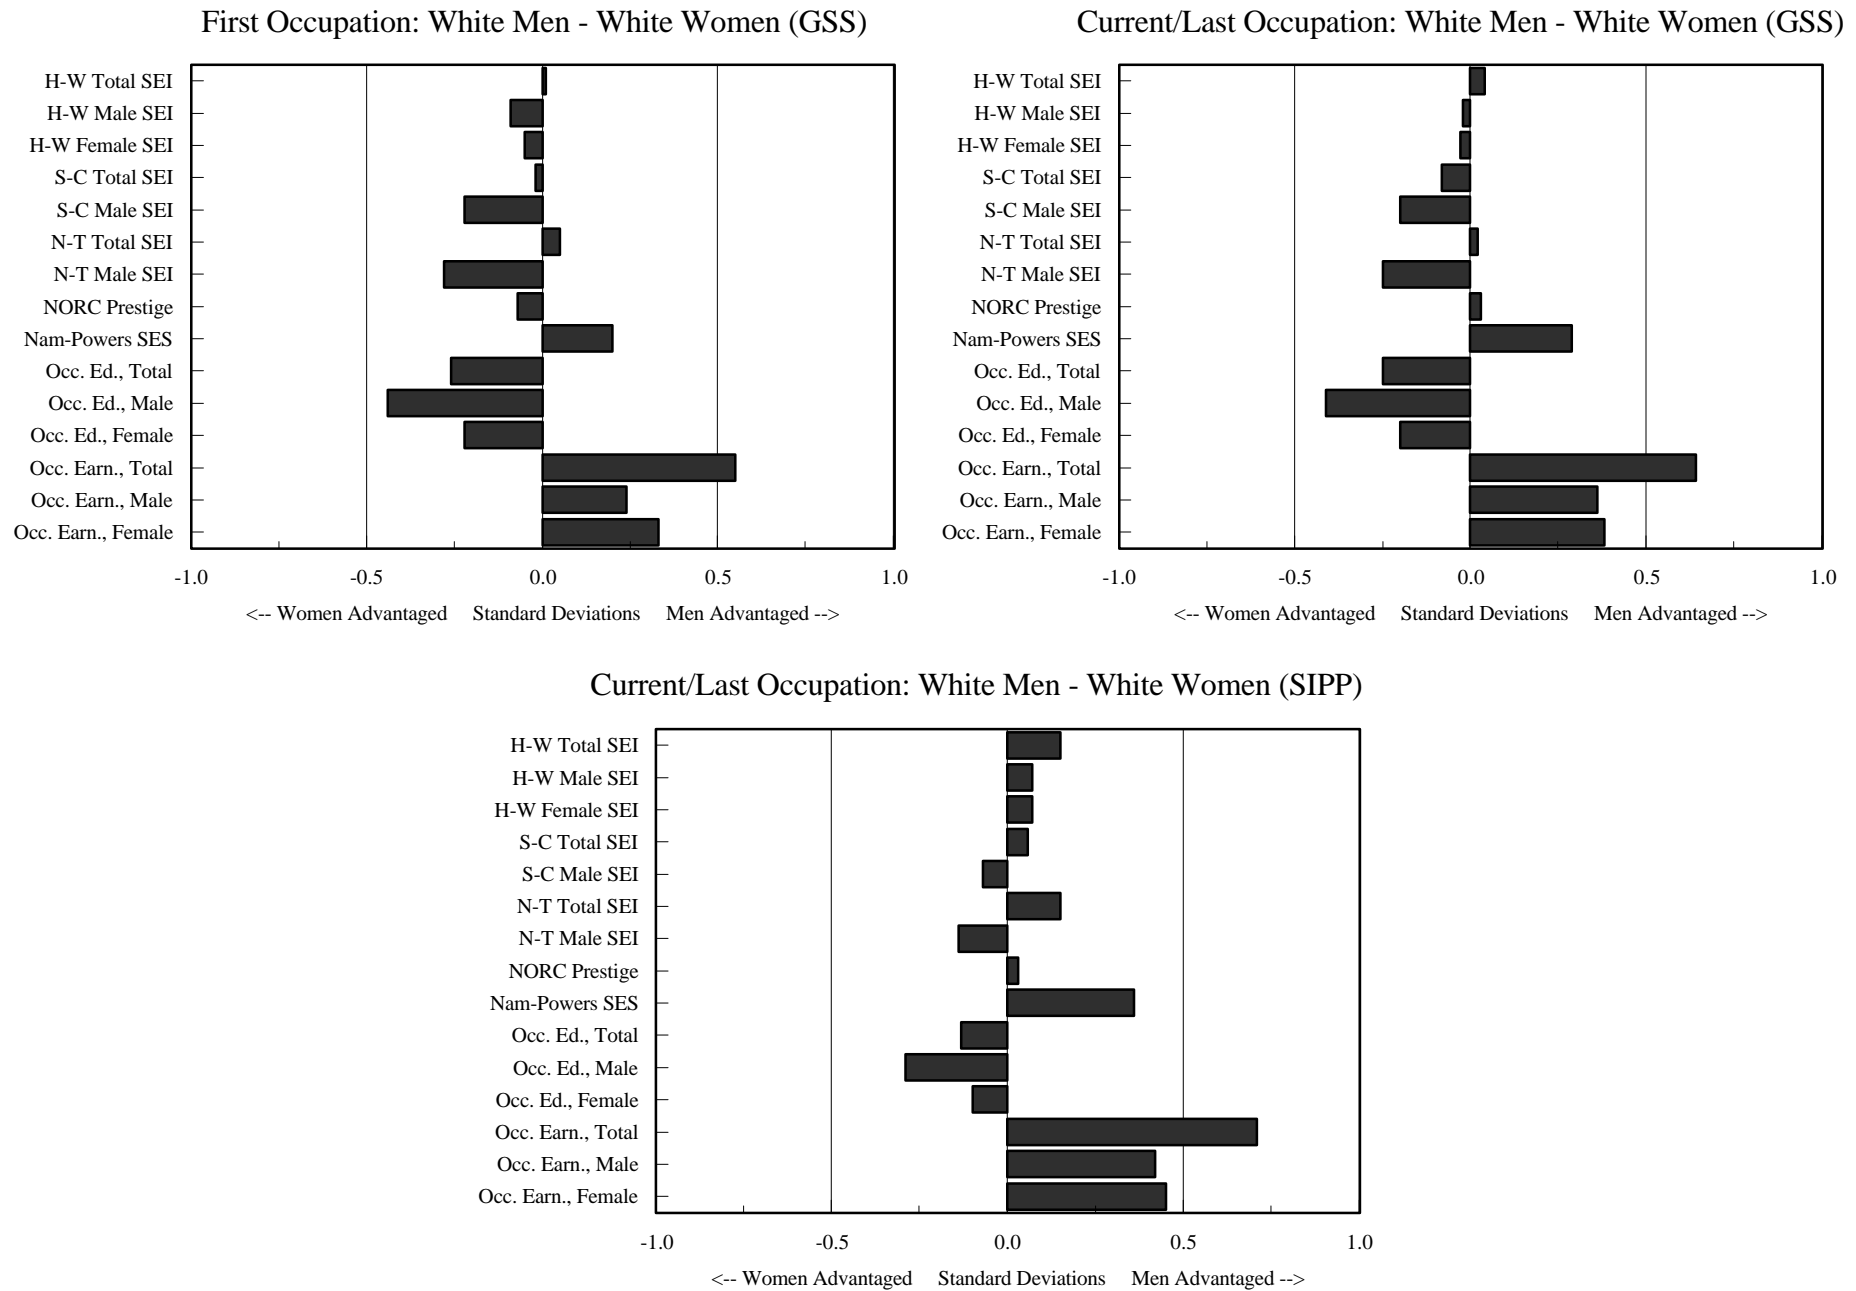 First Occupation: White Men - White Women (GSS)
H-W Total SEI
H-W Male SEI
H-W Female SEI
S-C Total SEI
S-C Male SEI
N-T Total SEI
N-T Male SEI
NORC Prestige
Nam-Powers SES
Occ. Ed., Total
Occ. Ed., Male
Occ. Ed., Female
Occ. Earn., Total
Occ. Earn., Male
Occ. Earn., Female
-1.0 -0.5 0.0 0.5 1.0
<-- Women Advantaged Standard Deviations Men Advantaged -->
Current/Last Occupation: White Men - White Women (GSS)
H-W Total SEI
H-W Male SEI
H-W Female SEI
S-C Total SEI
S-C Male SEI
N-T Total SEI
N-T Male SEI
NORC Prestige
Nam-Powers SES
Occ. Ed., Total
Occ. Ed., Male
Occ. Ed., Female
Occ. Earn., Total
Occ. Earn., Male
Occ. Earn., Female
-1.0 -0.5 0.0 0.5 1.0
<-- Women Advantaged Standard Deviations Men Advantaged -->
Current/Last Occupation: White Men - White Women (SIPP)
H-W Total SEI
H-W Male SEI
H-W Female SEI
S-C Total SEI
S-C Male SEI
N-T Total SEI
N-T Male SEI
NORC Prestige
Nam-Powers SES
Occ. Ed., Total
Occ. Ed., Male
Occ. Ed., Female
Occ. Earn., Total
Occ. Earn., Male
Occ. Earn., Female
-1.0 -0.5 0.0 0.5 1.0
<-- Women Advantaged Standard Deviations Men Advantaged -->